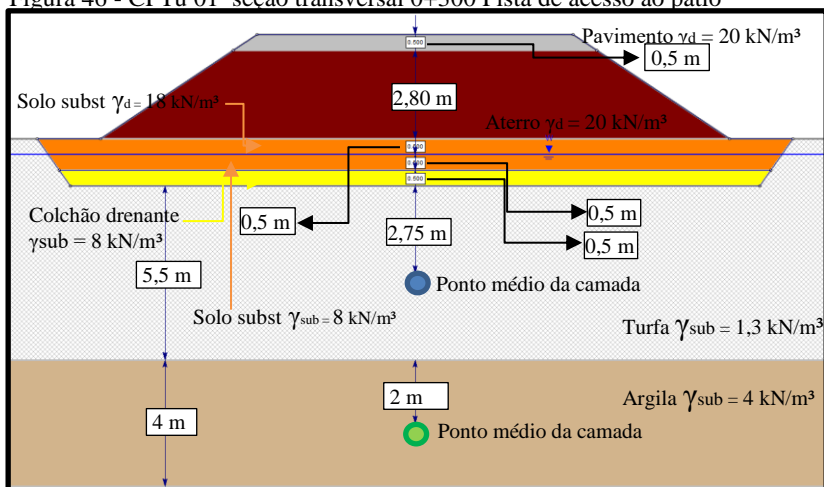 Figura 46 - CPTu 01 seção transversal 0+300 Pista de acesso ao pátio
Pavimento γd = 20 kN/m³
0,5 m
2,80 m
Solo subst γd = 18 kN/m³
Aterro γd = 20 kN/m³
0.500
0.500
Colchão drenante
γsub = 8 kN/m³
0,5 m
0,5 m
2,75 m
0,5 m
5,5 m
Ponto médio da camada
Solo subst γsub = 8 kN/m³
Turfa γsub = 1,3 kN/m³
2 m
Argila γsub = 4 kN/m³
4 m
Ponto médio da camada